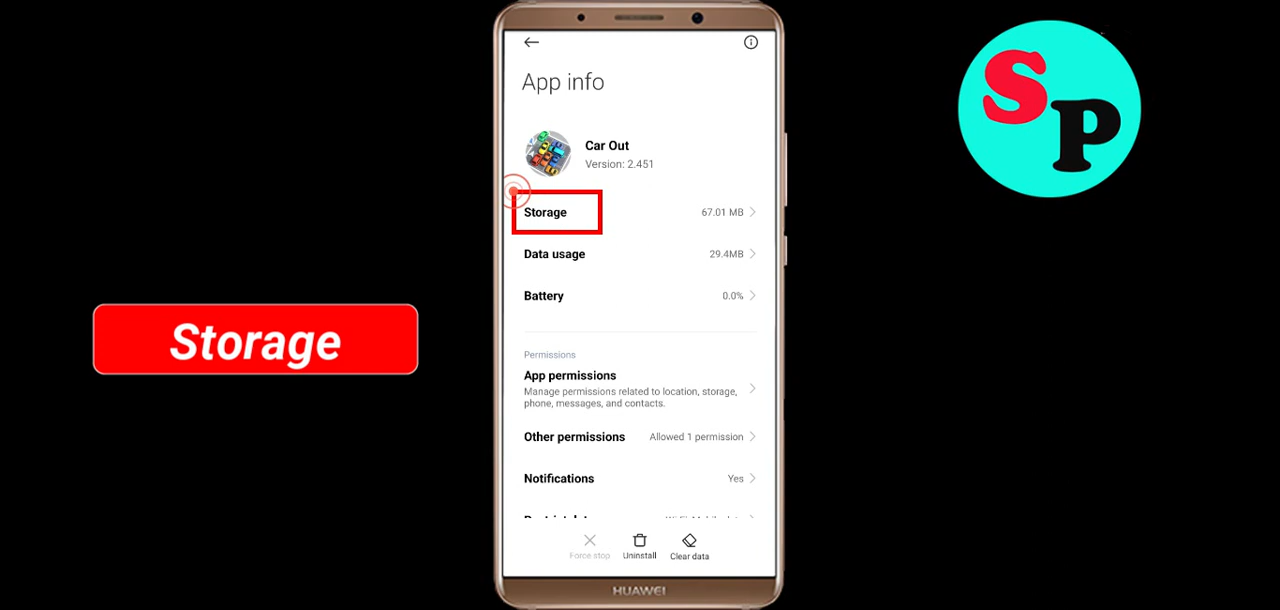 App info
Car Out
Version: 2.451
Storage 67.01 MB
Data usage 29.4MB
Battery 0.0%
Permissions
App permissions
Manage permissions related to location, storage,
phone, messages, and contacts.
Other permissions Allowed 1 permission
Notifications Yes
Force stop Uninstall Clear data
HUAWEI
Storage
SP